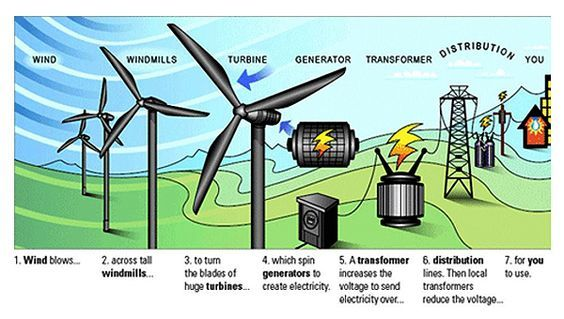 WIND
WINDMILLS
TURBINE
GENERATOR
TRANSFORMER
DISTRIBUTION
YOU
1. Wind blows...
2. across tall
windmills...
3. to turn
the blades of
huge turbines...
4. which spin
generators to
create electricity.
5. A transformer
increases the
voltage to send
electricity over...
6. distribution
lines. Then local
transformers
reduce the voltage...
7. for you
to use.